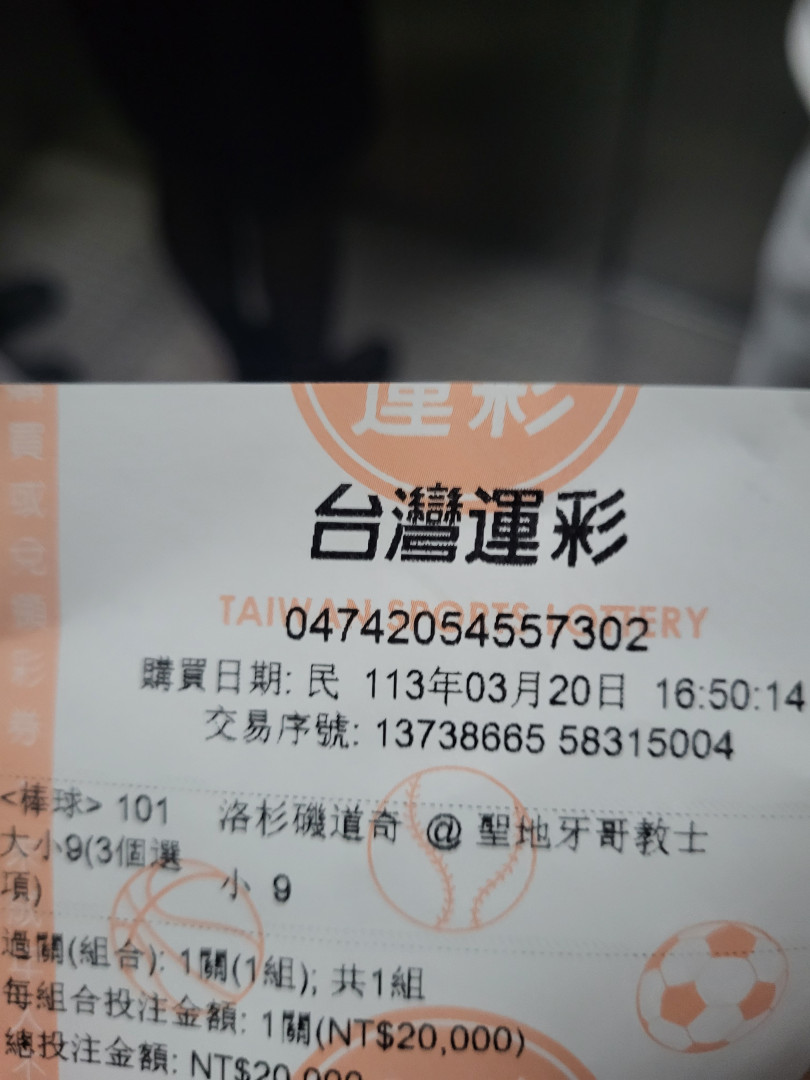 運彩
台灣運彩
TAIWAN SPORTS LOTTERY
04742054557302
購買日期: 民 113年03月20日 16:50:14
交易序號: 13738665 58315004
<棒球> 101 洛杉磯道奇 @ 聖地牙哥教士
大小9(3個選
項) 小 9
過關(組合): 1關(1組); 共1組
每組合投注金額: 1關(NT$20,000)
總投注金額: NT$20,000